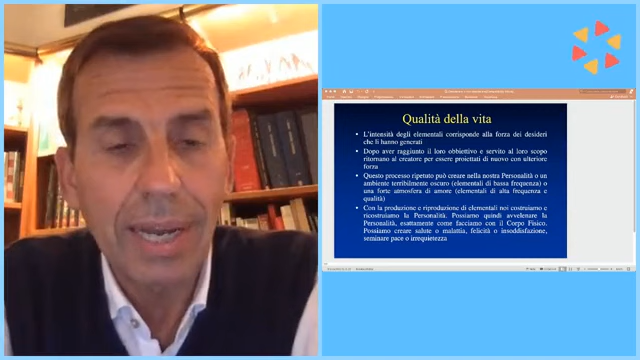 Qualità della vita
• L'intensità degli elementali corrisponde alla forza dei desideri
che li hanno generati
• Dopo aver raggiunto il loro obbiettivo e servito al loro scopo
ritornano al creatore per essere proiettati di nuovo con ulteriore
forza
• Questo processo ripetuto può creare nella nostra Personalità o un
ambiente terribilmente oscuro (elementali di bassa frequenza) o
una forte atmosfera di amore (elementali di alta frequenza e
qualità)
• Con la produzione e riproduzione di elementali noi costruiamo e
ricostruiamo la Personalità. Possiamo quindi avvelenare la
Personalità, esattamente come facciamo con il Corpo Fisico.
Possiamo creare salute o malattia, felicità o insoddisfazione,
seminare pace o irrequietezza